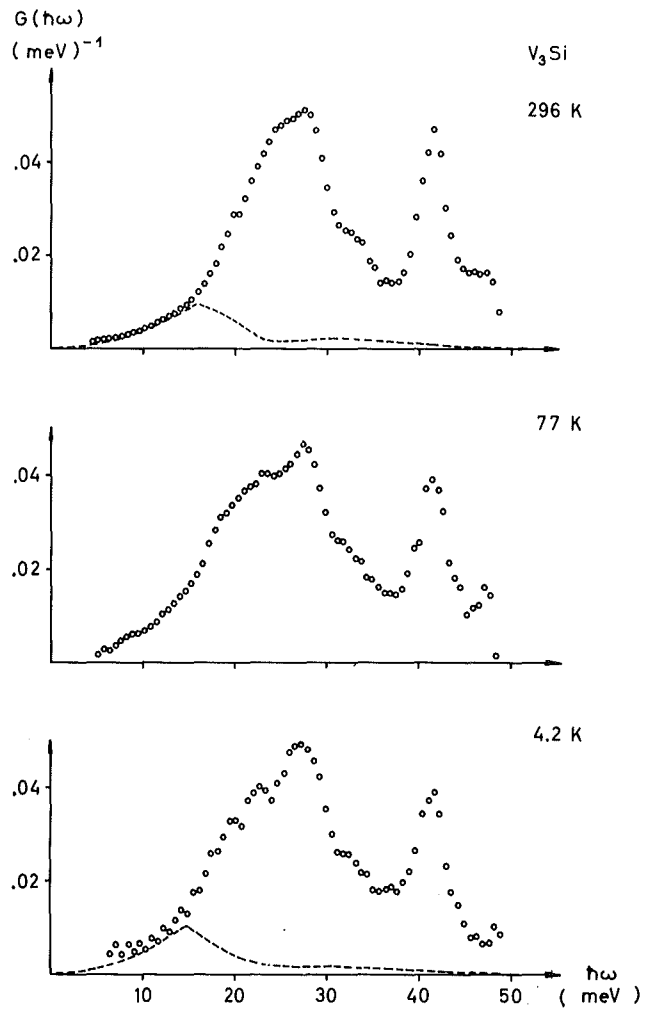 G(ħω)
(meV)⁻¹
V₃Si
296 K
.04
.02
77 K
.04
.02
4.2 K
.04
.02
ħω
10 20 30 40 50 (meV)